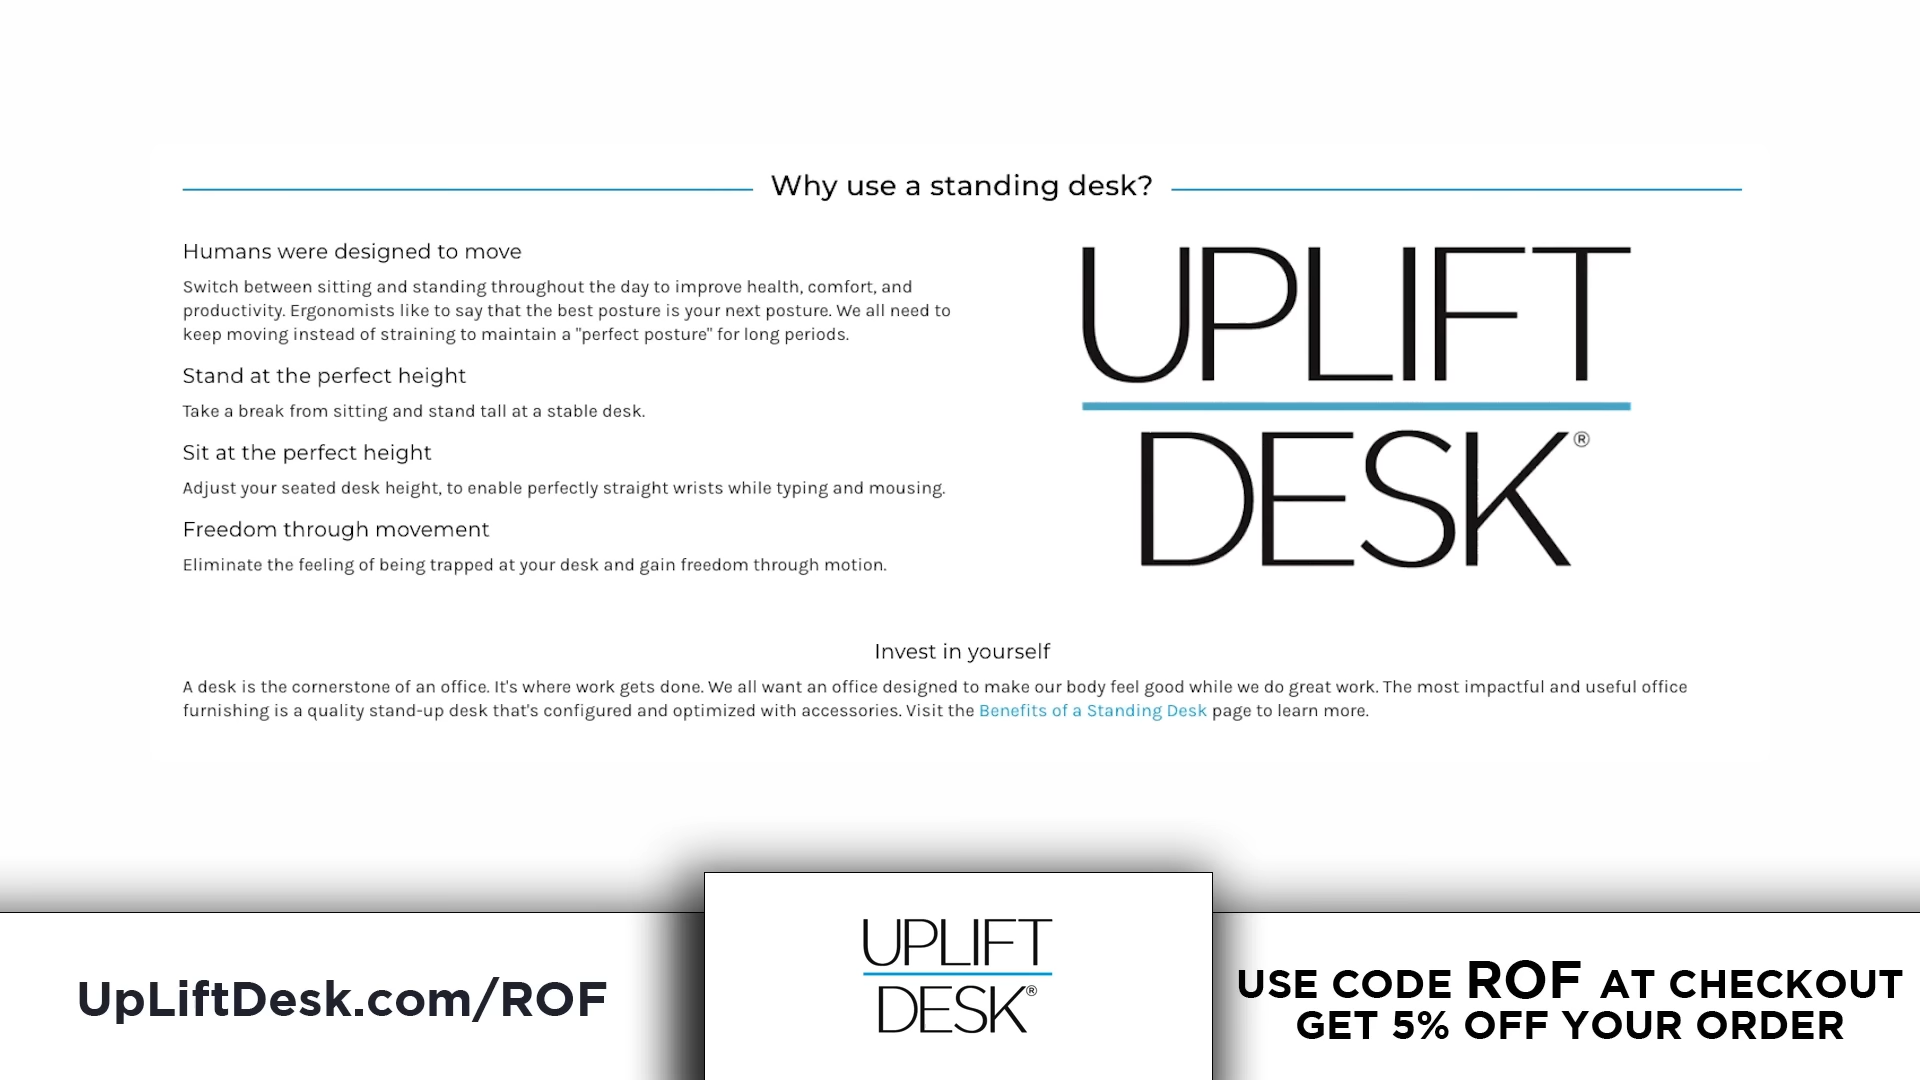 Why use a standing desk?
Humans were designed to move
Switch between sitting and standing throughout the day to improve health, comfort, and
productivity. Ergonomists like to say that the best posture is your next posture. We all need to
keep moving instead of straining to maintain a "perfect posture" for long periods.
Stand at the perfect height
Take a break from sitting and stand tall at a stable desk.
Sit at the perfect height
Adjust your seated desk height, to enable perfectly straight wrists while typing and mousing.
Freedom through movement
Eliminate the feeling of being trapped at your desk and gain freedom through motion.
UPLIFT
DESK®
Invest in yourself
A desk is the cornerstone of an office. It's where work gets done. We all want an office designed to make our body feel good while we do great work. The most impactful and useful office
furnishing is a quality stand-up desk that's configured and optimized with accessories. Visit the Benefits of a Standing Desk page to learn more.
UpLiftDesk.com/ROF
UPLIFT
DESK®
USE CODE ROF AT CHECKOUT
GET 5% OFF YOUR ORDER